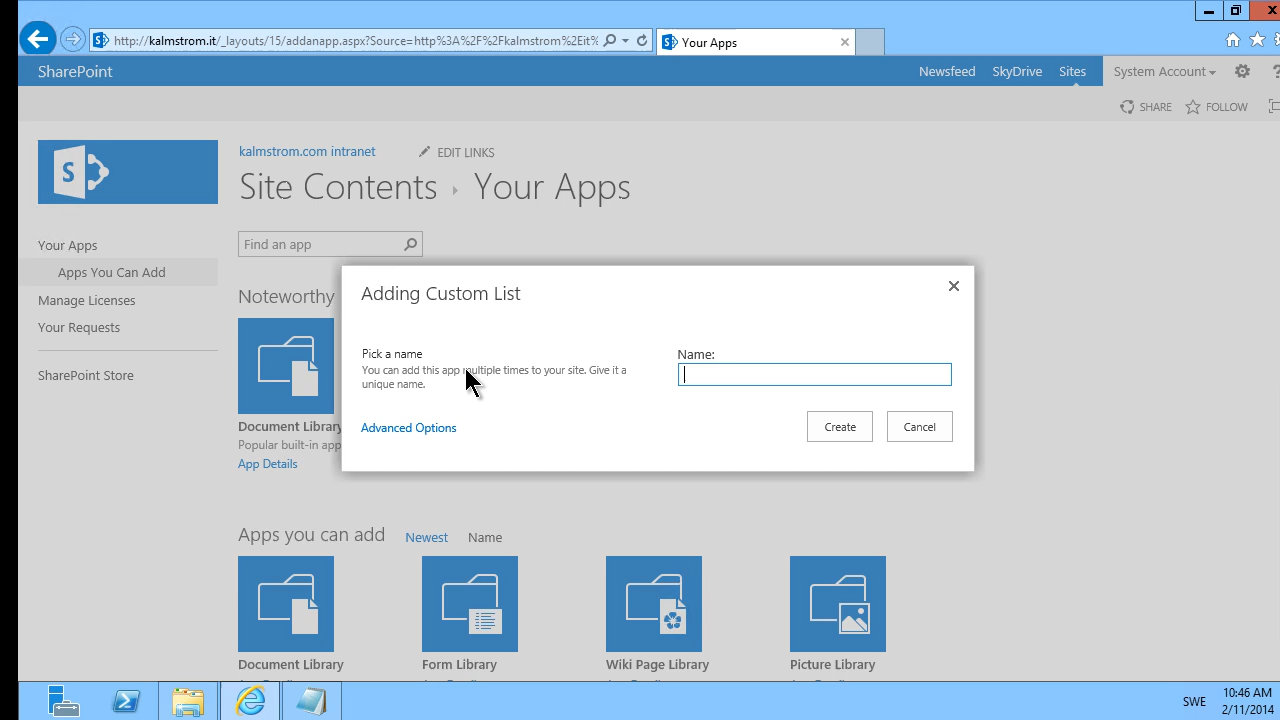 http://kalmstrom.it/_layouts/15/addanapp.aspx?Source=http%3A%2F%2Fkalmstrom%2Eit%
Your Apps
SharePoint
Newsfeed
SkyDrive
Sites
System Account
?
SHARE
FOLLOW
S
kalmstrom.com intranet
EDIT LINKS
Site Contents
Your Apps
Your Apps
Find an app
Apps You Can Add
Manage Licenses
Your Requests
SharePoint Store
Noteworthy
Adding Custom List
Pick a name
You can add this app multiple times to your site. Give it a
unique name.
Name:
Advanced Options
Create
Cancel
Document Library
Popular built-in app
App Details
Apps you can add
Newest
Name
Document Library
Form Library
Wiki Page Library
Picture Library
SWE
10:46 AM
2/11/2014